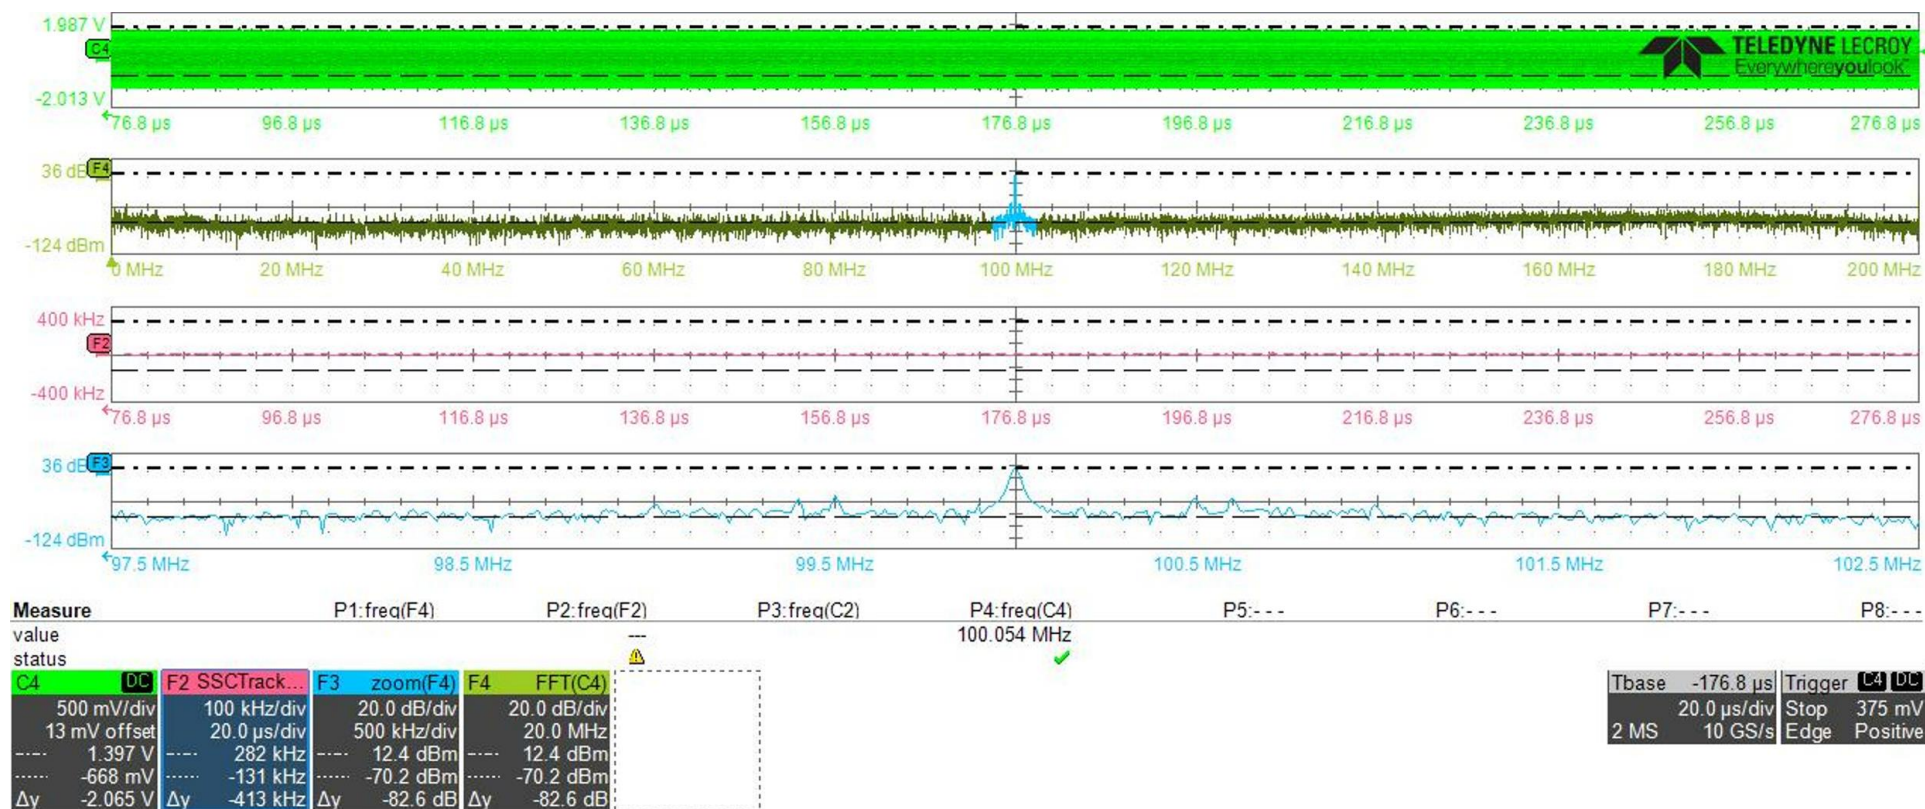 1.987 V
C4
TELEDYNE LECROY
Everywhereyoulook™
-2.013 V
76.8 µs 96.8 µs 116.8 µs 136.8 µs 156.8 µs 176.8 µs 196.8 µs 216.8 µs 236.8 µs 256.8 µs 276.8 µs
36 dB F4
-124 dBm
0 MHz 20 MHz 40 MHz 60 MHz 80 MHz 100 MHz 120 MHz 140 MHz 160 MHz 180 MHz 200 MHz
400 kHz
F2
-400 kHz
76.8 µs 96.8 µs 116.8 µs 136.8 µs 156.8 µs 176.8 µs 196.8 µs 216.8 µs 236.8 µs 256.8 µs 276.8 µs
36 dB F3
-124 dBm
97.5 MHz 98.5 MHz 99.5 MHz 100.5 MHz 101.5 MHz 102.5 MHz
Measure P1:freq(F4) P2:freq(F2) P3:freq(C2) P4:freq(C4) P5:- - - P6:- - - P7:- - - P8:- - -
value --- 100.054 MHz
status
C4 DC F2 SSCTrack... F3 zoom(F4) F4 FFT(C4) Tbase -176.8 µs Trigger C4 DC
500 mV/div 100 kHz/div 20.0 dB/div 20.0 dB/div 20.0 µs/div Stop 375 mV
13 mV offset 20.0 µs/div 500 kHz/div 20.0 MHz 2 MS 10 GS/s Edge Positive
1.397 V 282 kHz 12.4 dBm 12.4 dBm
-668 mV -131 kHz -70.2 dBm -70.2 dBm
Δy -2.065 V Δy -413 kHz Δy -82.6 dB Δy -82.6 dB